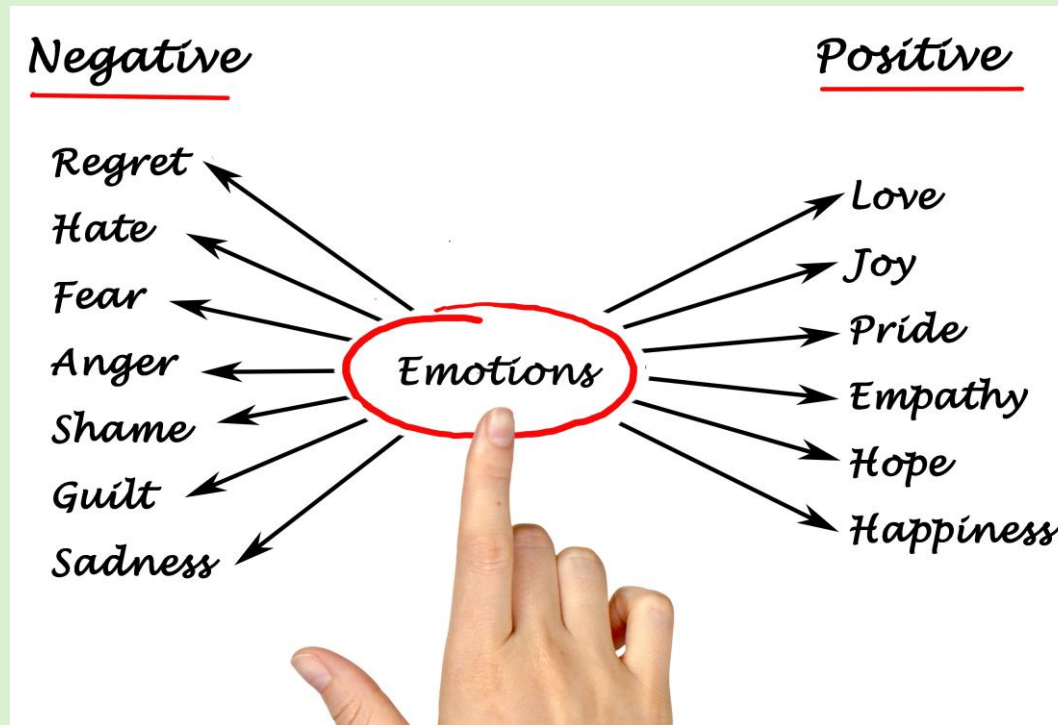 Negative
Regret
Hate
Fear
Anger
Shame
Guilt
Sadness
Emotions
Positive
Love
Joy
Pride
Empathy
Hope
Happiness